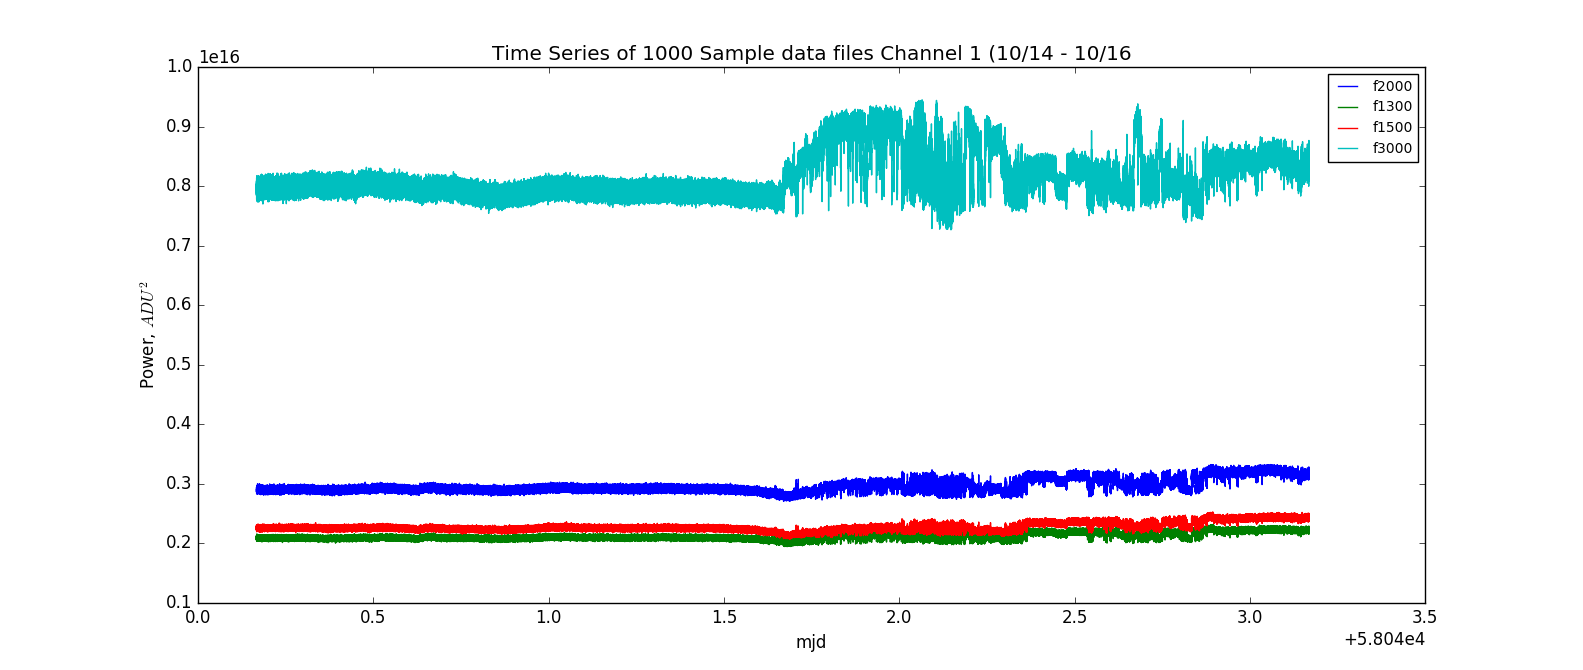 Time Series of 1000 Sample data files Channel 1 (10/14 - 10/16
1e16
1.0
0.9
0.8
0.7
0.6
0.5
0.4
0.3
0.2
0.1
Power, ADU²
f2000
f1300
f1500
f3000
0.0 0.5 1.0 1.5 2.0 2.5 3.0 3.5
mjd
+5.804e4